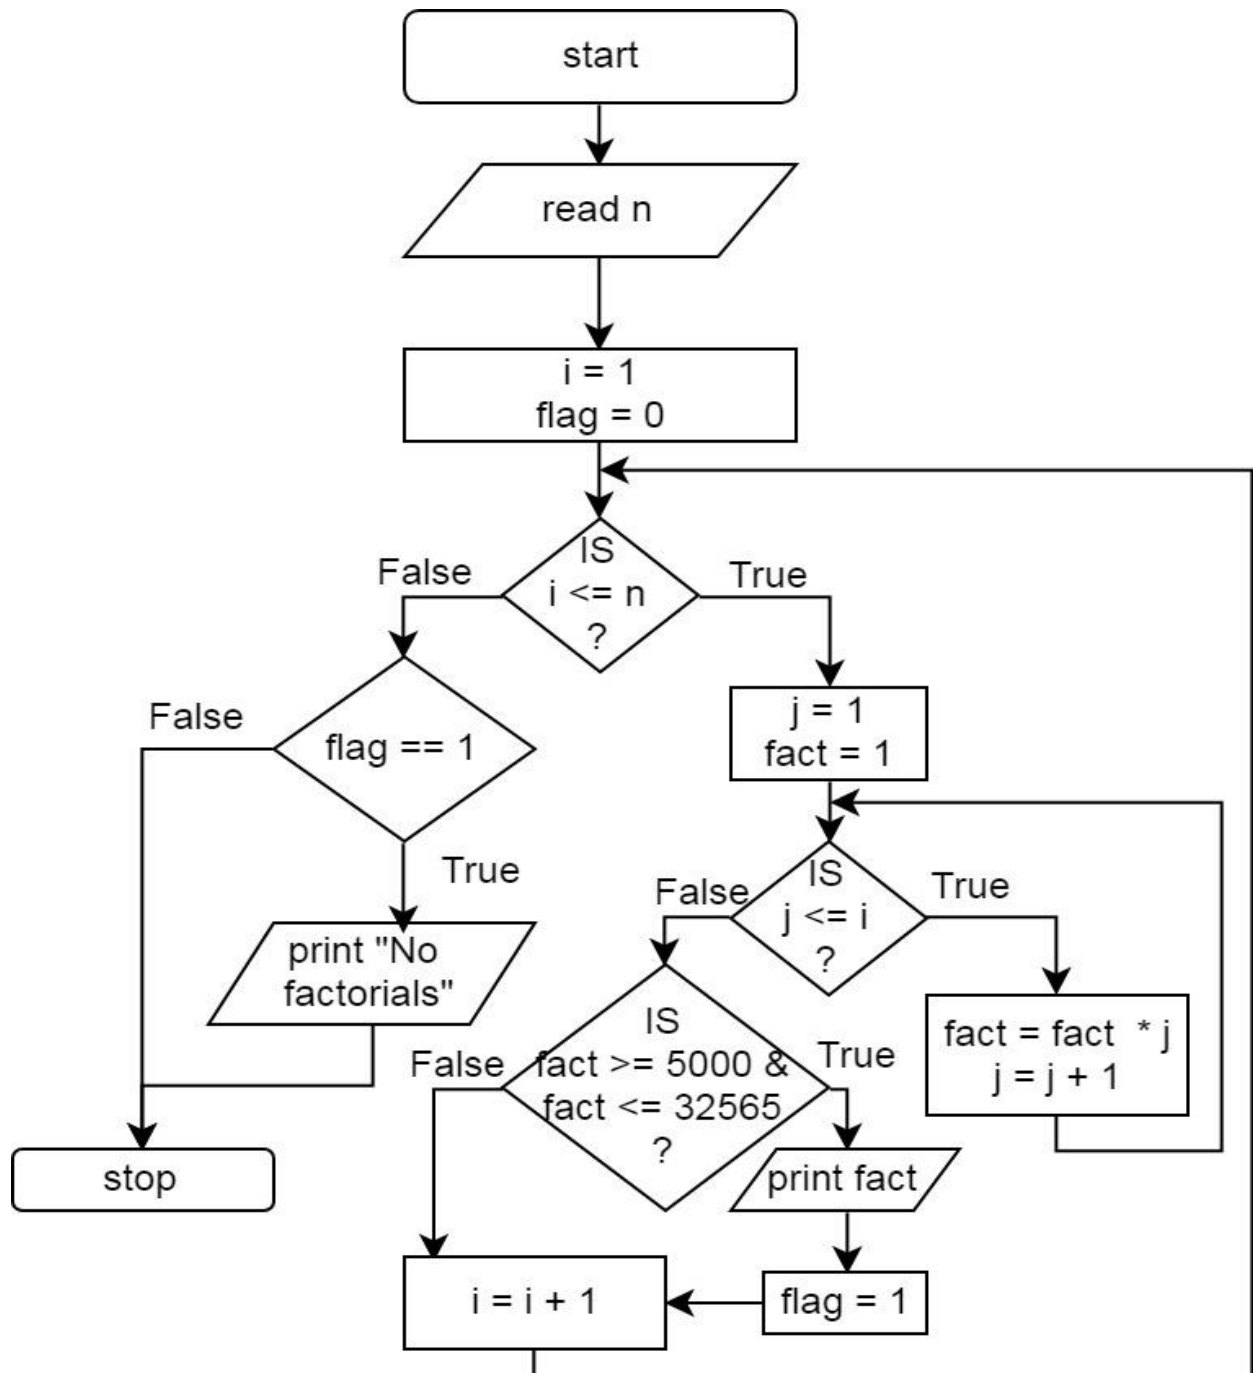 start
read n
i = 1
flag = 0
IS
i <= n
?
False
True
j = 1
fact = 1
False
flag == 1
True
print "No
factorials"
IS
j <= i
?
False
True
fact = fact * j
j = j + 1
IS
fact >= 5000 &
fact <= 32565
?
False
True
print fact
stop
flag = 1
i = i + 1